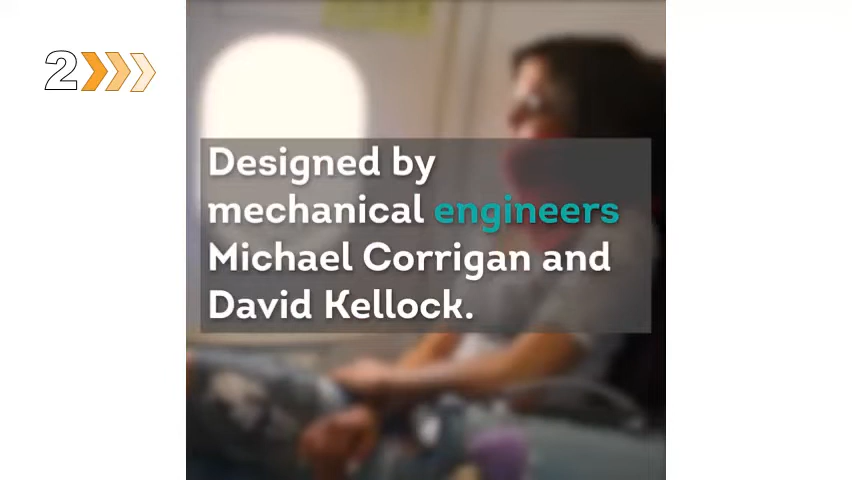 2
Designed by
mechanical engineers
Michael Corrigan and
David Kellock.